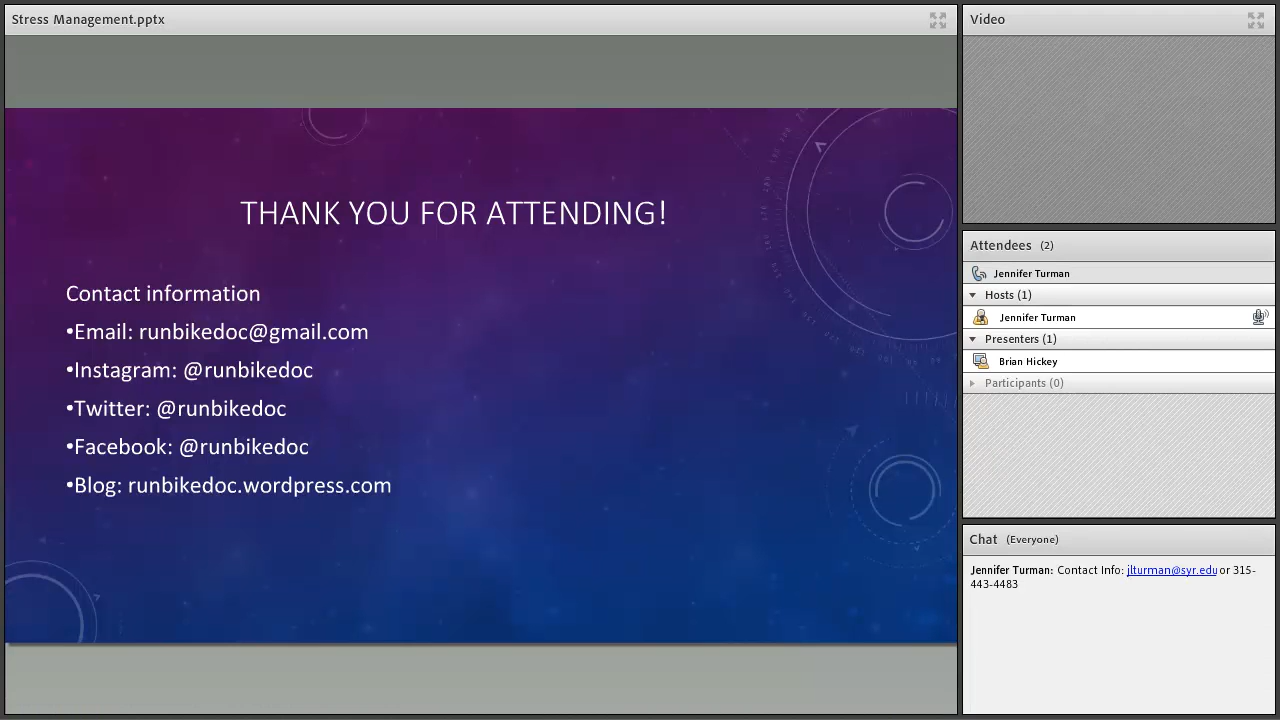 Stress Management.pptx
THANK YOU FOR ATTENDING!
Contact information
•Email: runbikedoc@gmail.com
•Instagram: @runbikedoc
•Twitter: @runbikedoc
•Facebook: @runbikedoc
•Blog: runbikedoc.wordpress.com
Video
Attendees (2)
Jennifer Turman
Hosts (1)
Jennifer Turman
Presenters (1)
Brian Hickey
Participants (0)
Chat (Everyone)
Jennifer Turman: Contact Info: jlturman@syr.edu or 315-
443-4483